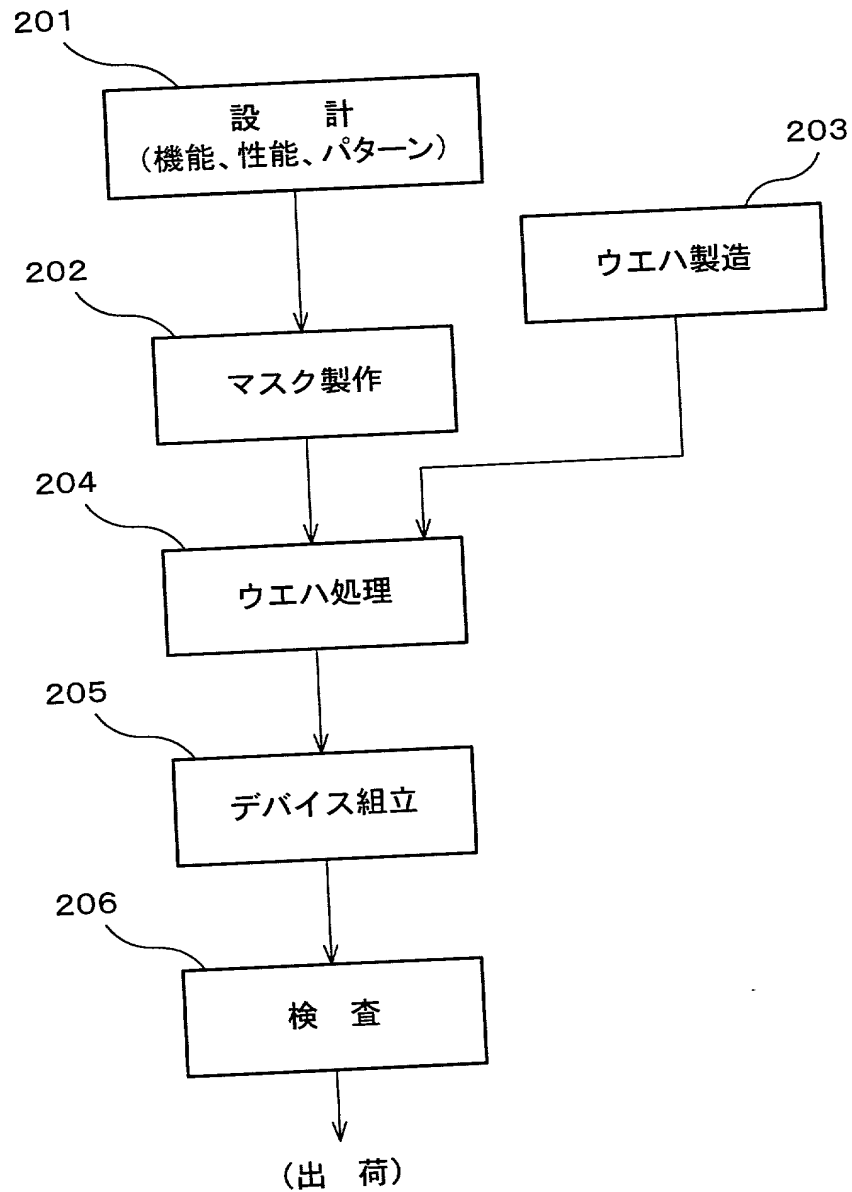 201
設 計
(機能、性能、パターン)
203
ウエハ製造
202
マスク製作
204
ウエハ処理
205
デバイス組立
206
検 査
(出 荷)